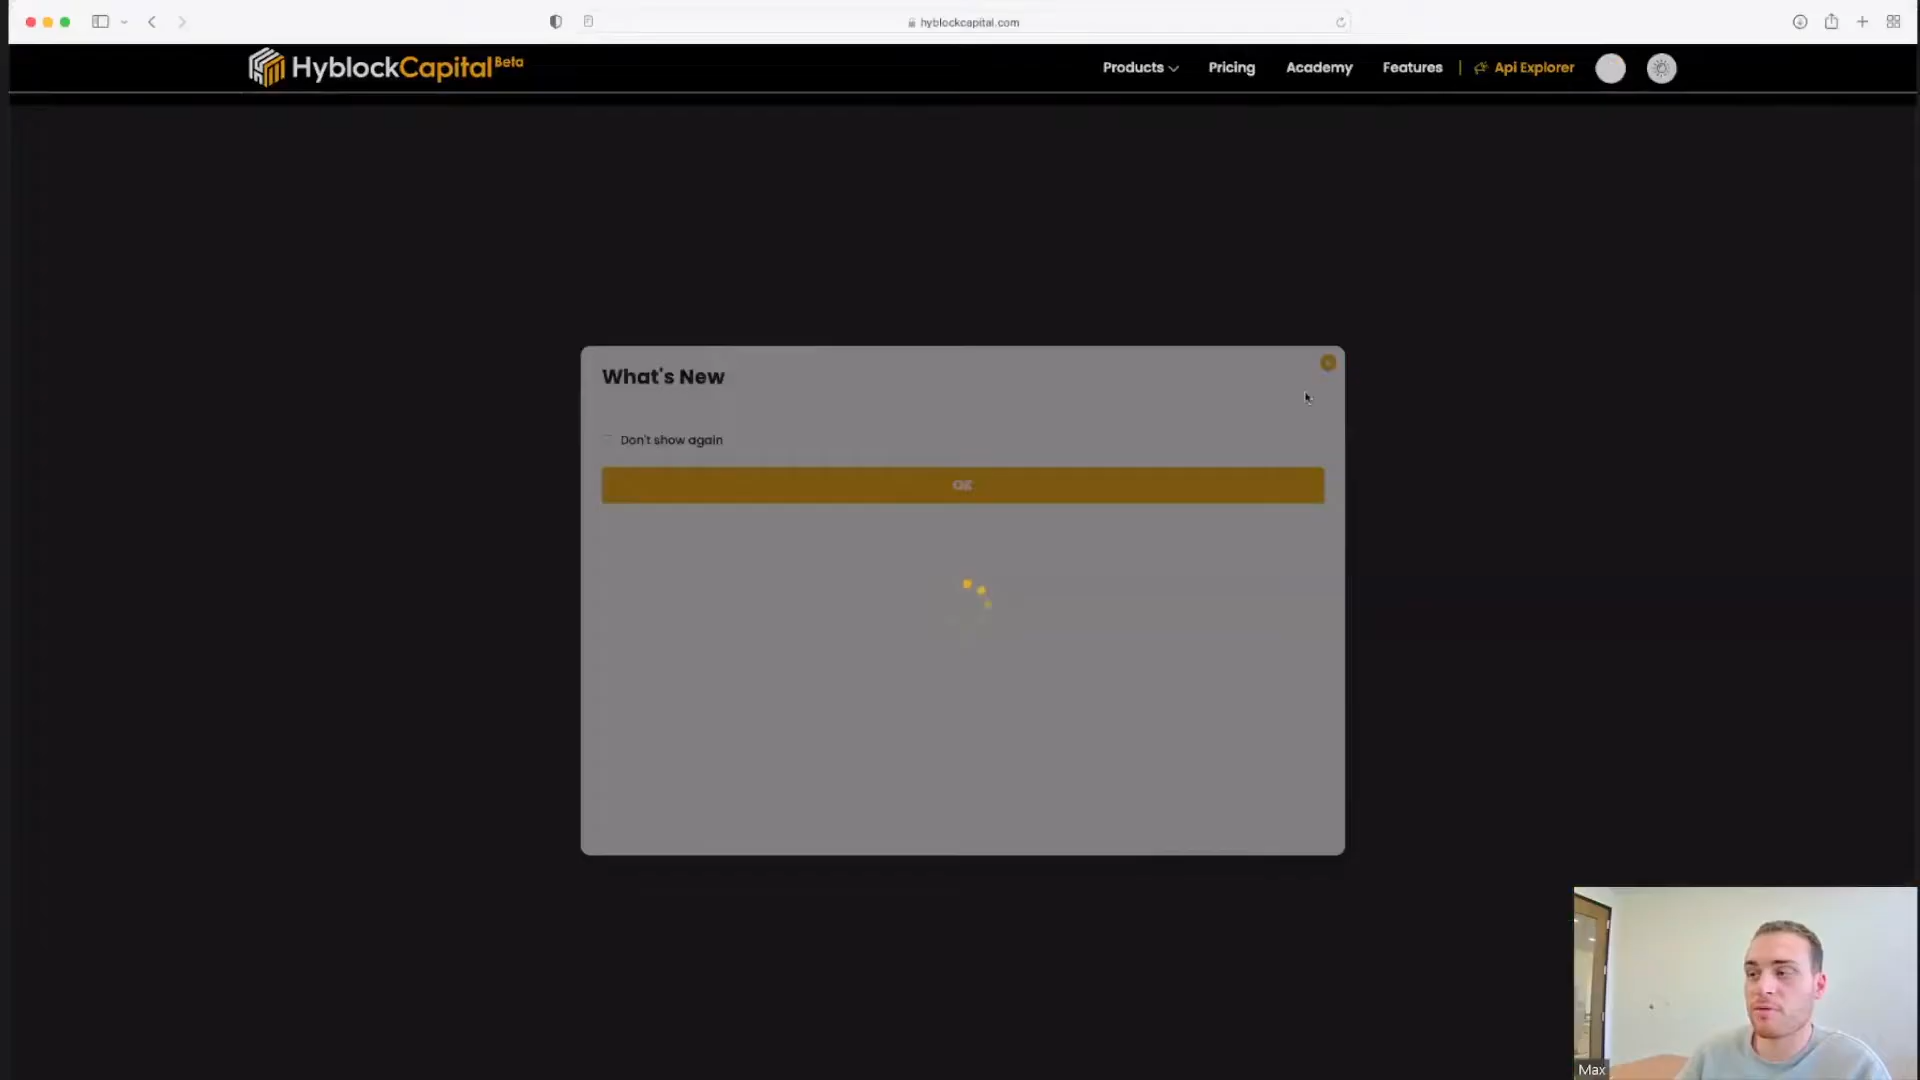 hyblockcapital.com
HyblockCapital Beta
Products
Pricing
Academy
Features
Api Explorer
What's New
Don't show again
OK
Max